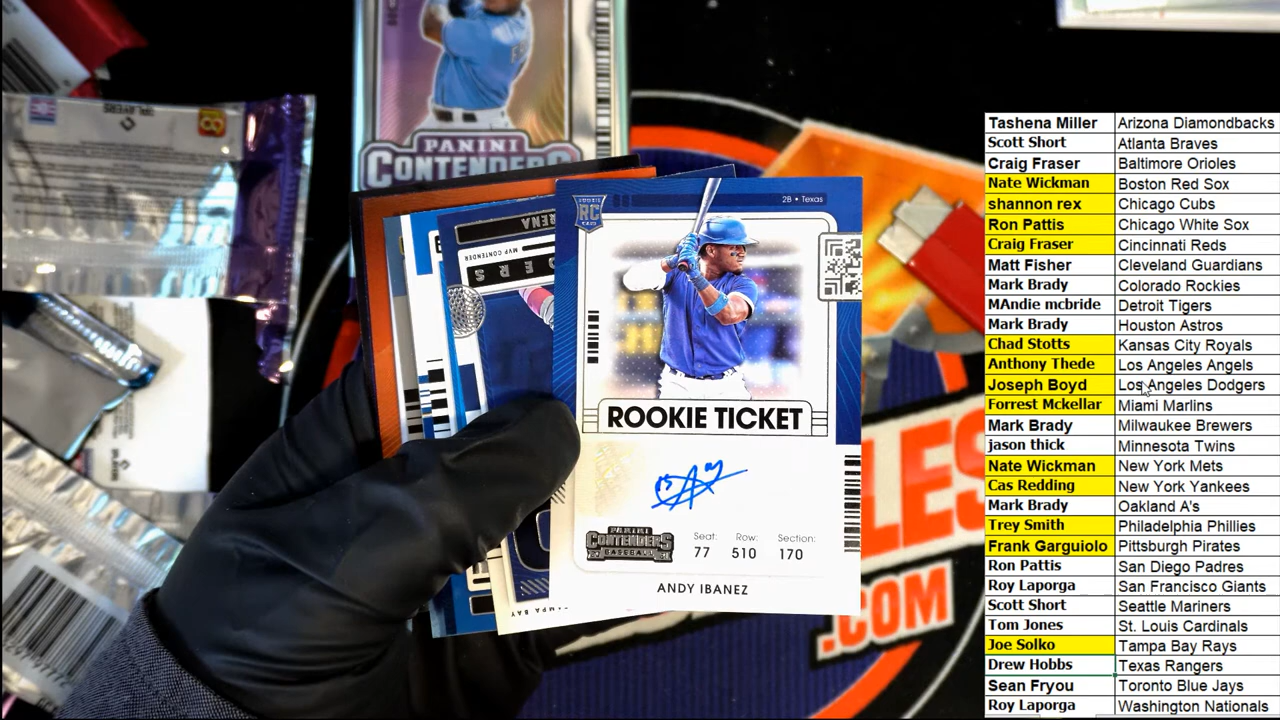 PANINI
CONTENDERS
RC
2B • Texas
ARENA
MVP CONTENDER
DERS
ROOKIE TICKET
PANINI
CONTENDERS
BASEBALL
Seat: Row: Section:
77 510 170
ANDY IBANEZ
TAMPA BAY
LES
.COM
Tashena Miller Arizona Diamondbacks
Scott Short Atlanta Braves
Craig Fraser Baltimore Orioles
Nate Wickman Boston Red Sox
shannon rex Chicago Cubs
Ron Pattis Chicago White Sox
Craig Fraser Cincinnati Reds
Matt Fisher Cleveland Guardians
Mark Brady Colorado Rockies
MAndie mcbride Detroit Tigers
Mark Brady Houston Astros
Chad Stotts Kansas City Royals
Anthony Thede Los Angeles Angels
Joseph Boyd Los Angeles Dodgers
Forrest Mckellar Miami Marlins
Mark Brady Milwaukee Brewers
jason thick Minnesota Twins
Nate Wickman New York Mets
Cas Redding New York Yankees
Mark Brady Oakland A's
Trey Smith Philadelphia Phillies
Frank Garguiolo Pittsburgh Pirates
Ron Pattis San Diego Padres
Roy Laporga San Francisco Giants
Scott Short Seattle Mariners
Tom Jones St. Louis Cardinals
Joe Solko Tampa Bay Rays
Drew Hobbs Texas Rangers
Sean Fryou Toronto Blue Jays
Roy Laporga Washington Nationals